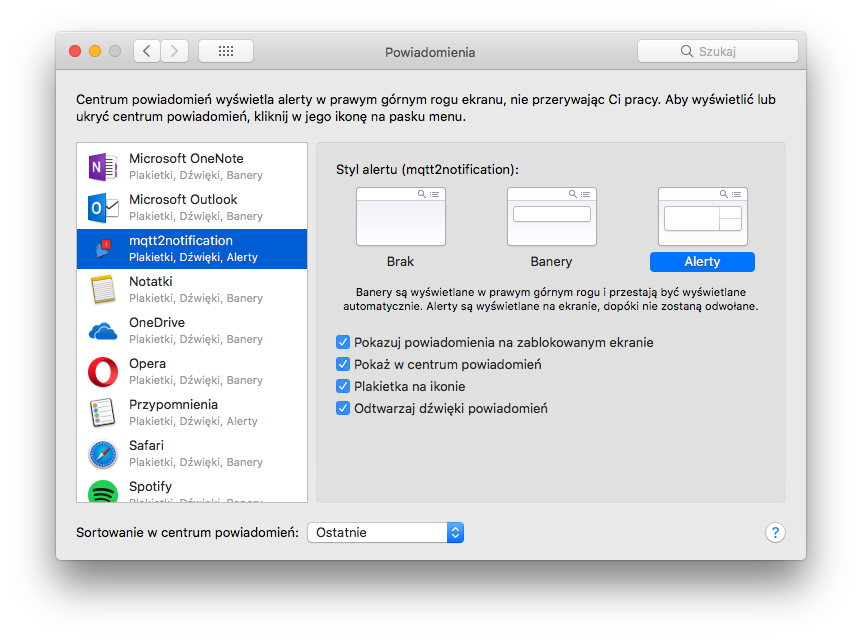 Powiadomienia
Szukaj
Centrum powiadomień wyświetla alerty w prawym górnym rogu ekranu, nie przerywając Ci pracy. Aby wyświetlić lub
ukryć centrum powiadomień, kliknij w jego ikonę na pasku menu.
Microsoft OneNote
Plakietki, Dźwięki, Banery
Microsoft Outlook
Plakietki, Dźwięki, Banery
mqtt2notification
Plakietki, Dźwięki, Alerty
Notatki
Plakietki, Dźwięki, Banery
OneDrive
Plakietki, Dźwięki, Banery
Opera
Plakietki, Dźwięki, Banery
Przypomnienia
Plakietki, Dźwięki, Alerty
Safari
Plakietki, Dźwięki, Banery
Spotify
Plakietki, Dźwięki, Banery
Styl alertu (mqtt2notification):
Brak
Banery
Alerty
Banery są wyświetlane w prawym górnym rogu i przestają być wyświetlane
automatycznie. Alerty są wyświetlane na ekranie, dopóki nie zostaną odwołane.
Pokazuj powiadomienia na zablokowanym ekranie
Pokaż w centrum powiadomień
Plakietka na ikonie
Odtwarzaj dźwięki powiadomień
Sortowanie w centrum powiadomień:
Ostatnie
?